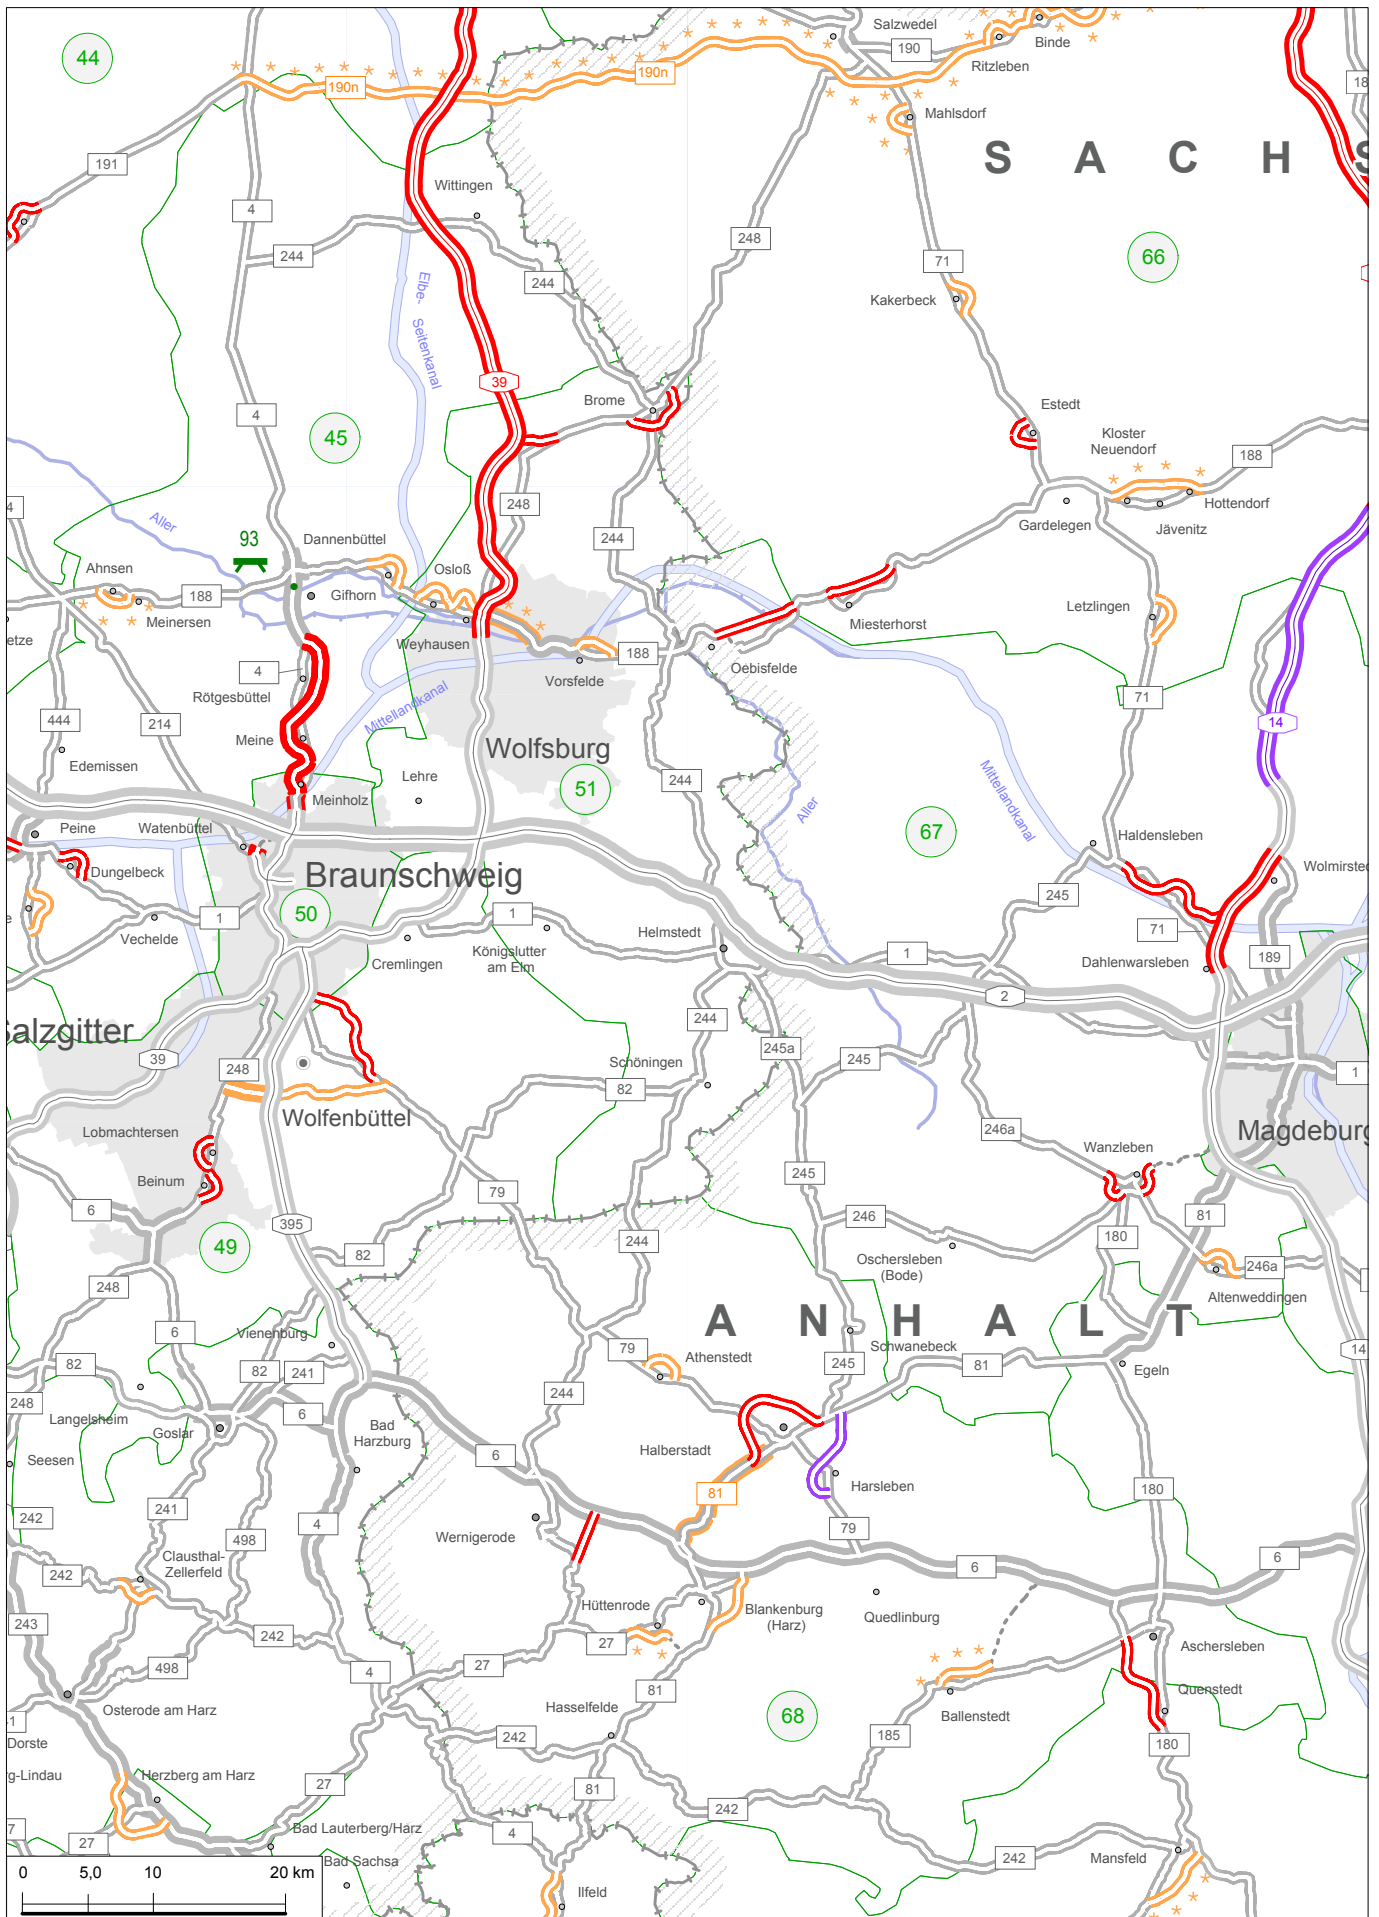 44
Salzwedel
Binde
190
Ritzleben
190n
190n
18
Mahlsdorf
191
S A C H S
Wittingen
4
248
244
71
66
244
Elbe-
Seitenkanal
Kakerbeck
39
Brome
Estedt
4
45
Kloster
Neuendorf
188
248
4
Hottendorf
Gardelegen
Jävenitz
Aller
93
Dannenbüttel
244
Ahnsen
Osloß
188
Gifhorn
Meinersen
Letzlingen
Miesterhorst
etze
Weyhausen
188
Oebisfelde
4
Vorsfelde
Rötgesbüttel
71
Mittellandkanal
444
214
14
Meine
Wolfsburg
Edemissen
Lehre
244
51
Mittellandkanal
Meinholz
Aller
Peine
Watenbüttel
67
Haldensleben
Dungelbeck
Braunschweig
Wolmirsted
245
50
1
1
e
Vechelde
Helmstedt
71
Cremlingen
Königslutter
am Elm
1
189
Dahlenwarsleben
2
244
Salzgitter
39
245a
248
Schöningen
245
1
82
Wolfenbüttel
246a
Lobmachtersen
Wanzleben
Magdeburg
Beinum
245
79
6
246
81
395
180
49
82
244
Oschersleben
(Bode)
246a
248
Altenweddingen
A N H A L T
6
Vienenburg
79
Schwanebeck
14
82
Athenstedt
82
241
245
81
Egeln
248
244
Langelsheim
6
Goslar
Bad
Harzburg
Halberstadt
6
Seesen
Harsleben
81
180
241
242
4
79
498
Wernigerode
Clausthal-
Zellerfeld
6
6
242
Hüttenrode
Blankenburg
(Harz)
Quedlinburg
243
242
27
Aschersleben
498
4
27
81
Quenstedt
Osterode am Harz
Hasselfelde
68
Ballenstedt
1
Dorste
242
185
180
rg-Lindau
Herzberg am Harz
27
81
242
7
27
Bad Lauterberg/Harz
4
242
Mansfeld
Bad Sachsa
Ilfeld
0 5,0 10 20 km